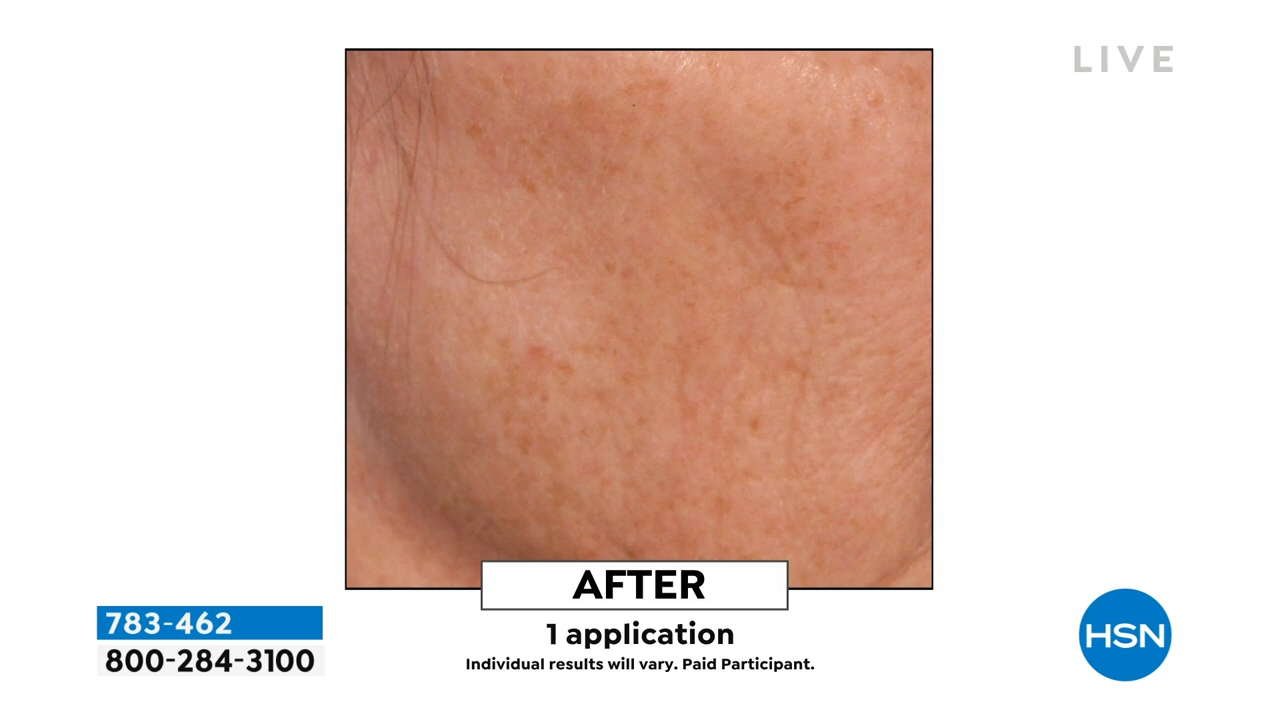 LIVE
AFTER
1 application
Individual results will vary. Paid Participant.
783-462
800-284-3100
HSN